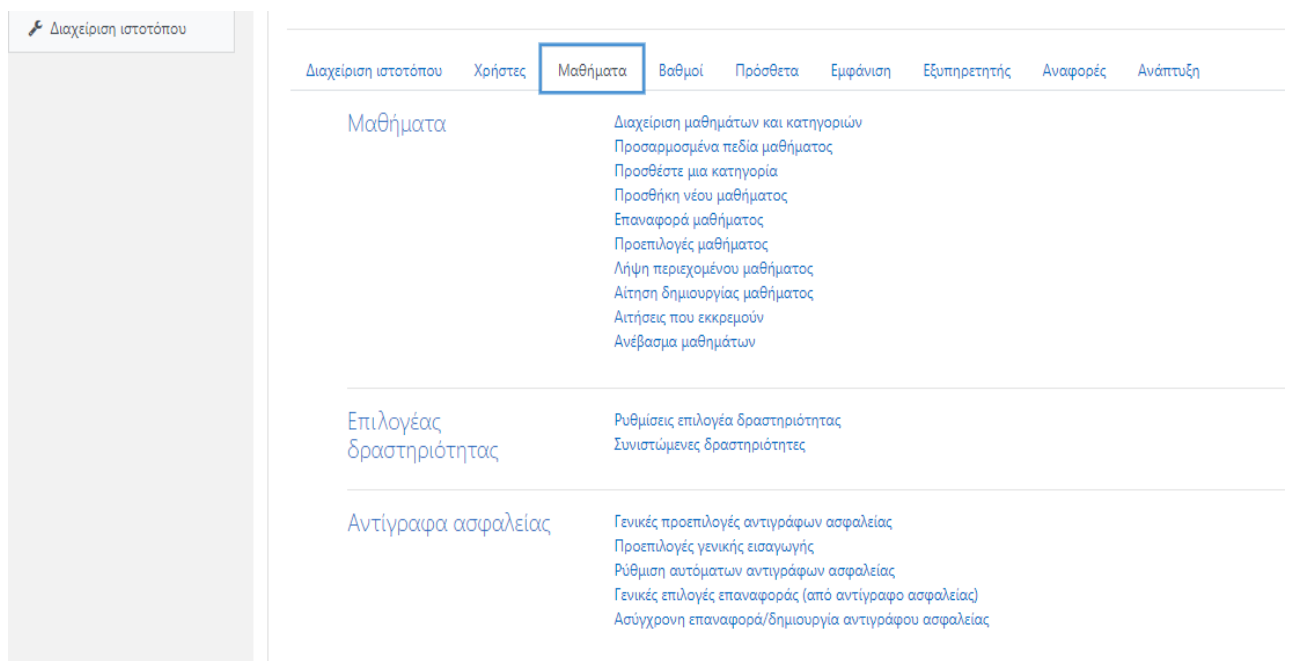 Διαχείριση ιστοτόπου
Διαχείριση ιστοτόπου Χρήστες Μαθήματα Βαθμοί Πρόσθετα Εμφάνιση Εξυπηρετητής Αναφορές Ανάπτυξη
Μαθήματα
Διαχείριση μαθημάτων και κατηγοριών
Προσαρμοσμένα πεδία μαθήματος
Προσθέστε μια κατηγορία
Προσθήκη νέου μαθήματος
Επαναφορά μαθήματος
Προεπιλογές μαθήματος
Λήψη περιεχομένου μαθήματος
Αίτηση δημιουργίας μαθήματος
Αιτήσεις που εκκρεμούν
Ανέβασμα μαθημάτων
Επιλογέας
δραστηριότητας
Ρυθμίσεις επιλογέα δραστηριότητας
Συνιστώμενες δραστηριότητες
Αντίγραφα ασφαλείας
Γενικές προεπιλογές αντιγράφων ασφαλείας
Προεπιλογές γενικής εισαγωγής
Ρύθμιση αυτόματων αντιγράφων ασφαλείας
Γενικές επιλογές επαναφοράς (από αντίγραφο ασφαλείας)
Ασύγχρονη επαναφορά/δημιουργία αντιγράφου ασφαλείας